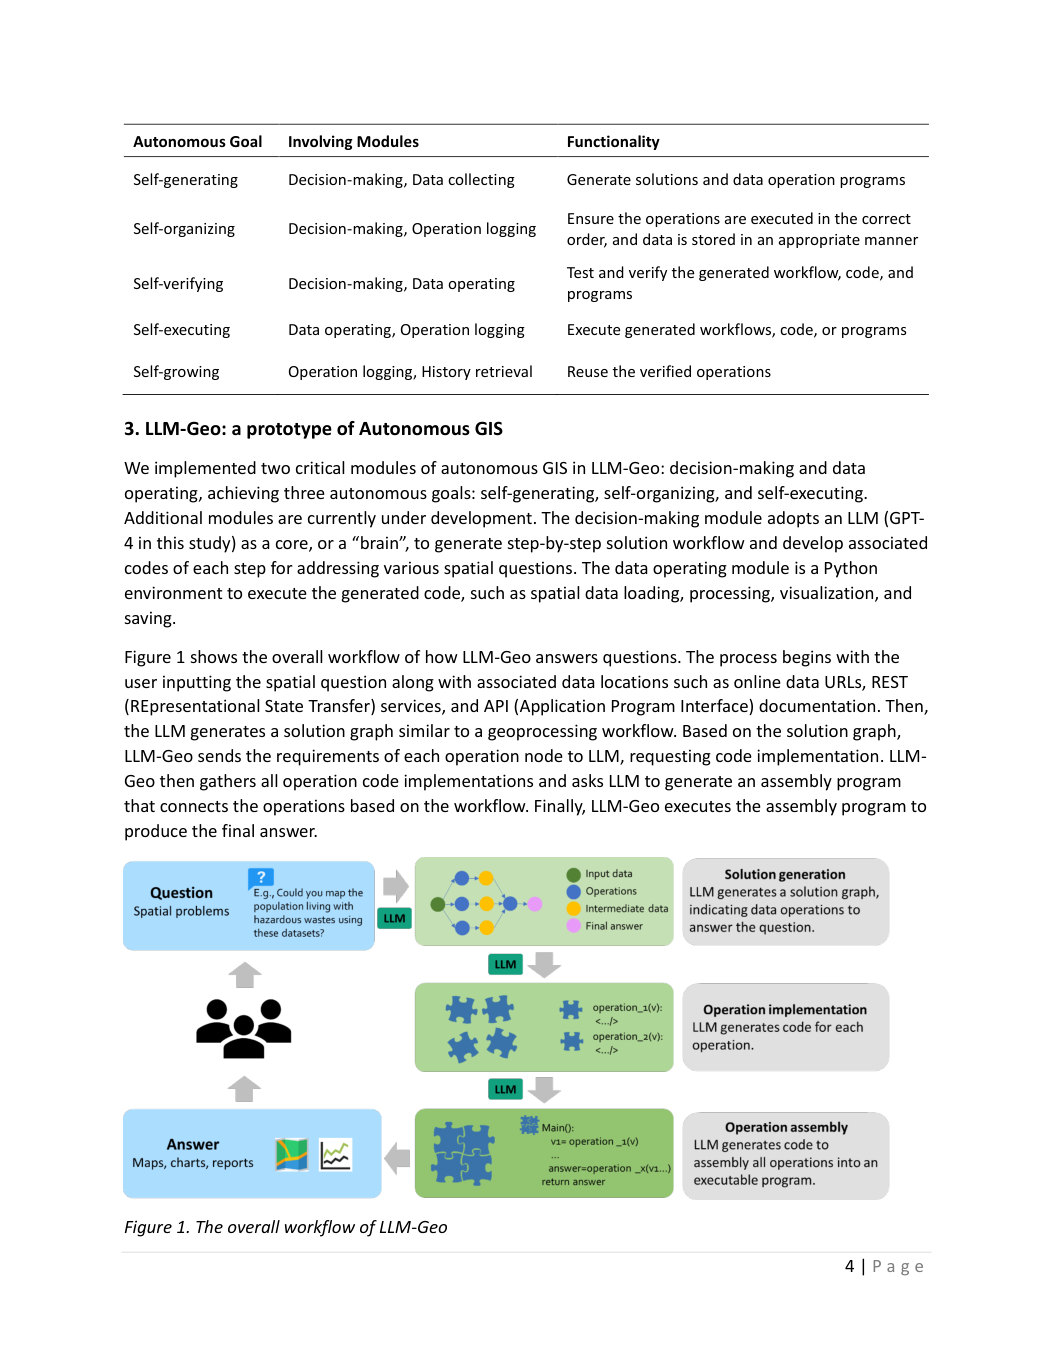 Autonomous Goal Involving Modules Functionality
Self-generating Decision-making, Data collecting Generate solutions and data operation programs
Self-organizing Decision-making, Operation logging Ensure the operations are executed in the correct
order, and data is stored in an appropriate manner
Self-verifying Decision-making, Data operating Test and verify the generated workflow, code, and
programs
Self-executing Data operating, Operation logging Execute generated workflows, code, or programs
Self-growing Operation logging, History retrieval Reuse the verified operations
3. LLM-Geo: a prototype of Autonomous GIS
We implemented two critical modules of autonomous GIS in LLM-Geo: decision-making and data
operating, achieving three autonomous goals: self-generating, self-organizing, and self-executing.
Additional modules are currently under development. The decision-making module adopts an LLM (GPT-
4 in this study) as a core, or a “brain”, to generate step-by-step solution workflow and develop associated
codes of each step for addressing various spatial questions. The data operating module is a Python
environment to execute the generated code, such as spatial data loading, processing, visualization, and
saving.
Figure 1 shows the overall workflow of how LLM-Geo answers questions. The process begins with the
user inputting the spatial question along with associated data locations such as online data URLs, REST
(REpresentational State Transfer) services, and API (Application Program Interface) documentation. Then,
the LLM generates a solution graph similar to a geoprocessing workflow. Based on the solution graph,
LLM-Geo sends the requirements of each operation node to LLM, requesting code implementation. LLM-
Geo then gathers all operation code implementations and asks LLM to generate an assembly program
that connects the operations based on the workflow. Finally, LLM-Geo executes the assembly program to
produce the final answer.
Question
Spatial problems
?
E.g., Could you map the
population living with
hazardous wastes using
these datasets?
LLM
Input data
Operations
Intermediate data
Final answer
Solution generation
LLM generates a solution graph,
indicating data operations to
answer the question.
LLM
operation_1(v):
<.../>
operation_2(v):
<.../>
Operation implementation
LLM generates code for each
operation.
LLM
Main():
v1= operation _1(v)
...
answer=operation _x(v1...)
return answer
Operation assembly
LLM generates code to
assembly all operations into an
executable program.
Answer
Maps, charts, reports
Figure 1. The overall workflow of LLM-Geo
4 | Page